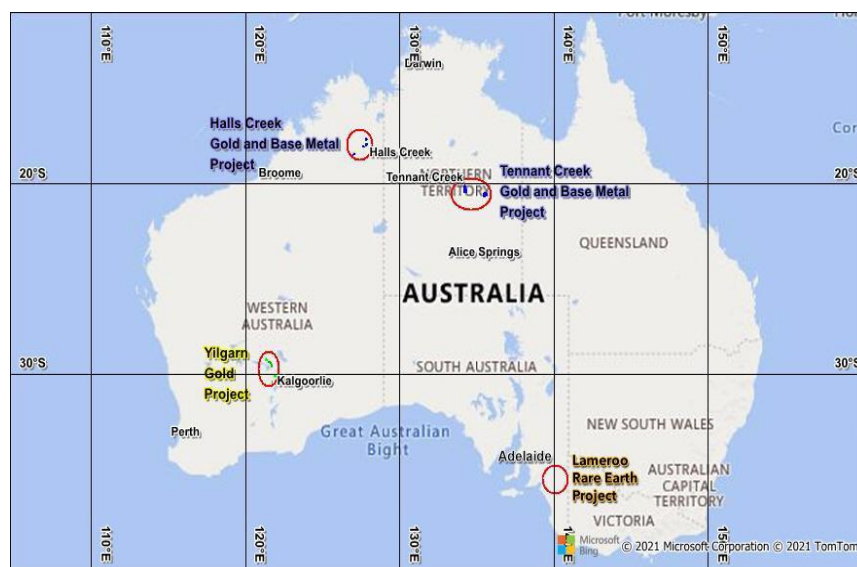 Port Moresby
110°E
120°E
130°E
140°E
150°E
Darwin
Halls Creek
Gold and Base Metal
Project
Halls Creek
Broome
20°S
20°S
Tennant Creek
NORTHERN
TERRITORY
Tennant Creek
Gold and Base Metal
Project
QUEENSLAND
Alice Springs
AUSTRALIA
WESTERN
AUSTRALIA
Yilgarn
Gold
Project
30°S
30°S
Kalgoorlie
SOUTH AUSTRALIA
Perth
Great Australian
Bight
NEW SOUTH WALES
Adelaide
Lameroo
Rare Earth
Project
AUSTRALIAN
CAPITAL
TERRITORY
VICTORIA
110°E
120°E
130°E
150°E
Microsoft
Bing
© 2021 Microsoft Corporation © 2021 TomTom